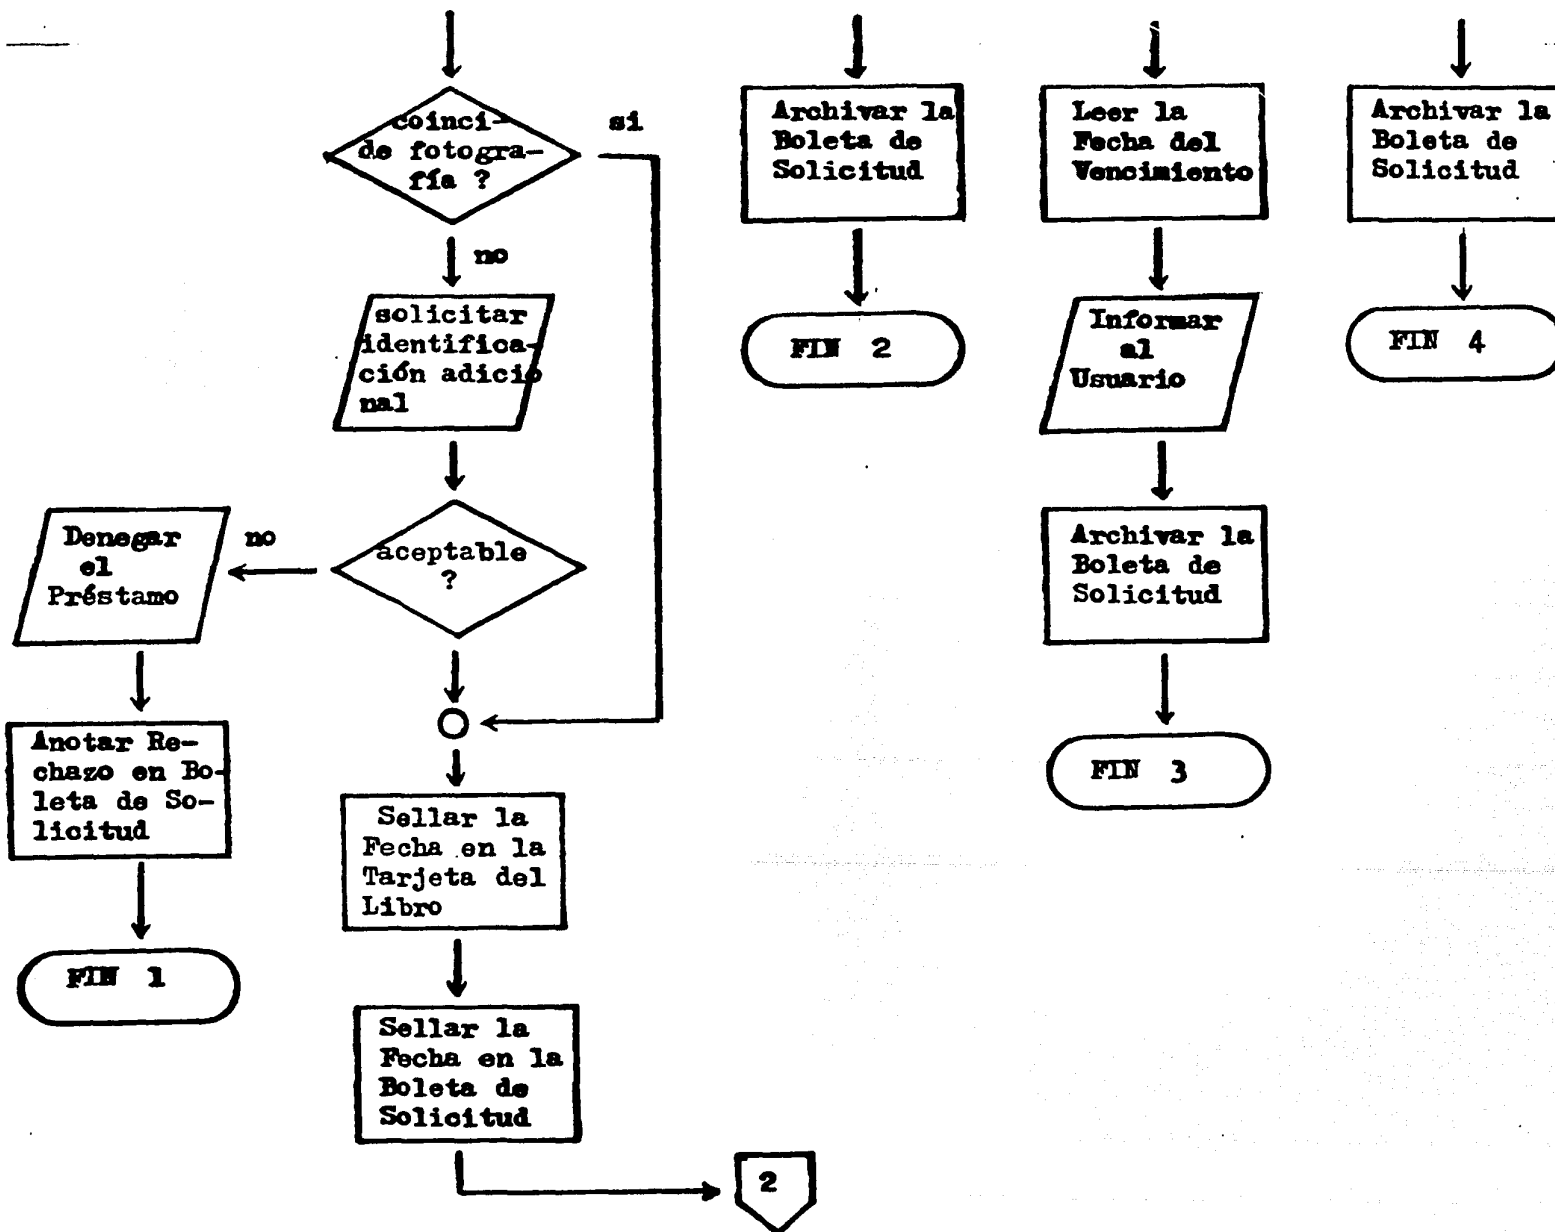 coinci-
de fotogra-
fía ?
si
no
solicitar
identifica-
ción adicio
nal
aceptable
?
no
Denegar
el
Préstamo
Anotar Re-
chazo en Bo-
leta de So-
licitud
FIN 1
Sellar la
Fecha en la
Tarjeta del
Libro
Sellar la
Fecha en la
Boleta de
Solicitud
2
Archivar la
Boleta de
Solicitud
FIN 2
Leer la
Fecha del
Vencimiento
Informar
al
Usuario
Archivar la
Boleta de
Solicitud
FIN 3
Archivar la
Boleta de
Solicitud
FIN 4